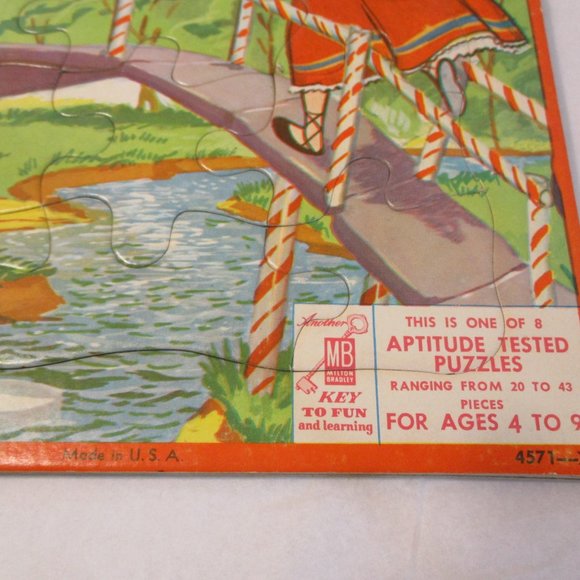 Another
MB
MILTON
BRADLEY
KEY
TO FUN
and learning
THIS IS ONE OF 8
APTITUDE TESTED
PUZZLES
RANGING FROM 20 TO 43
PIECES
FOR AGES 4 TO 9
Made in U. S. A.
4571—